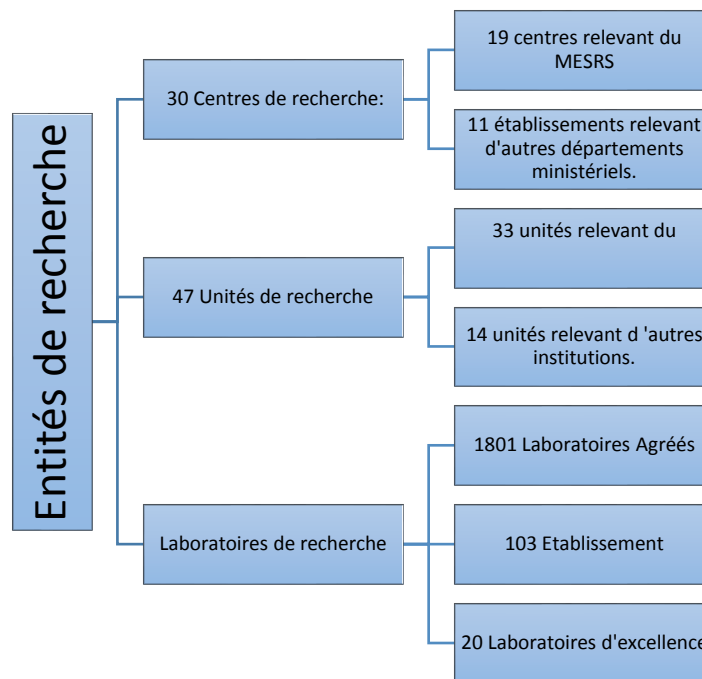 Entités de recherche
30 Centres de recherche:
19 centres relevant du
MESRS
11 établissements relevant
d'autres départements
ministériels.
47 Unités de recherche
33 unités relevant du
14 unités relevant d 'autres
institutions.
Laboratoires de recherche
1801 Laboratoires Agréés
103 Etablissement
20 Laboratoires d'excellence